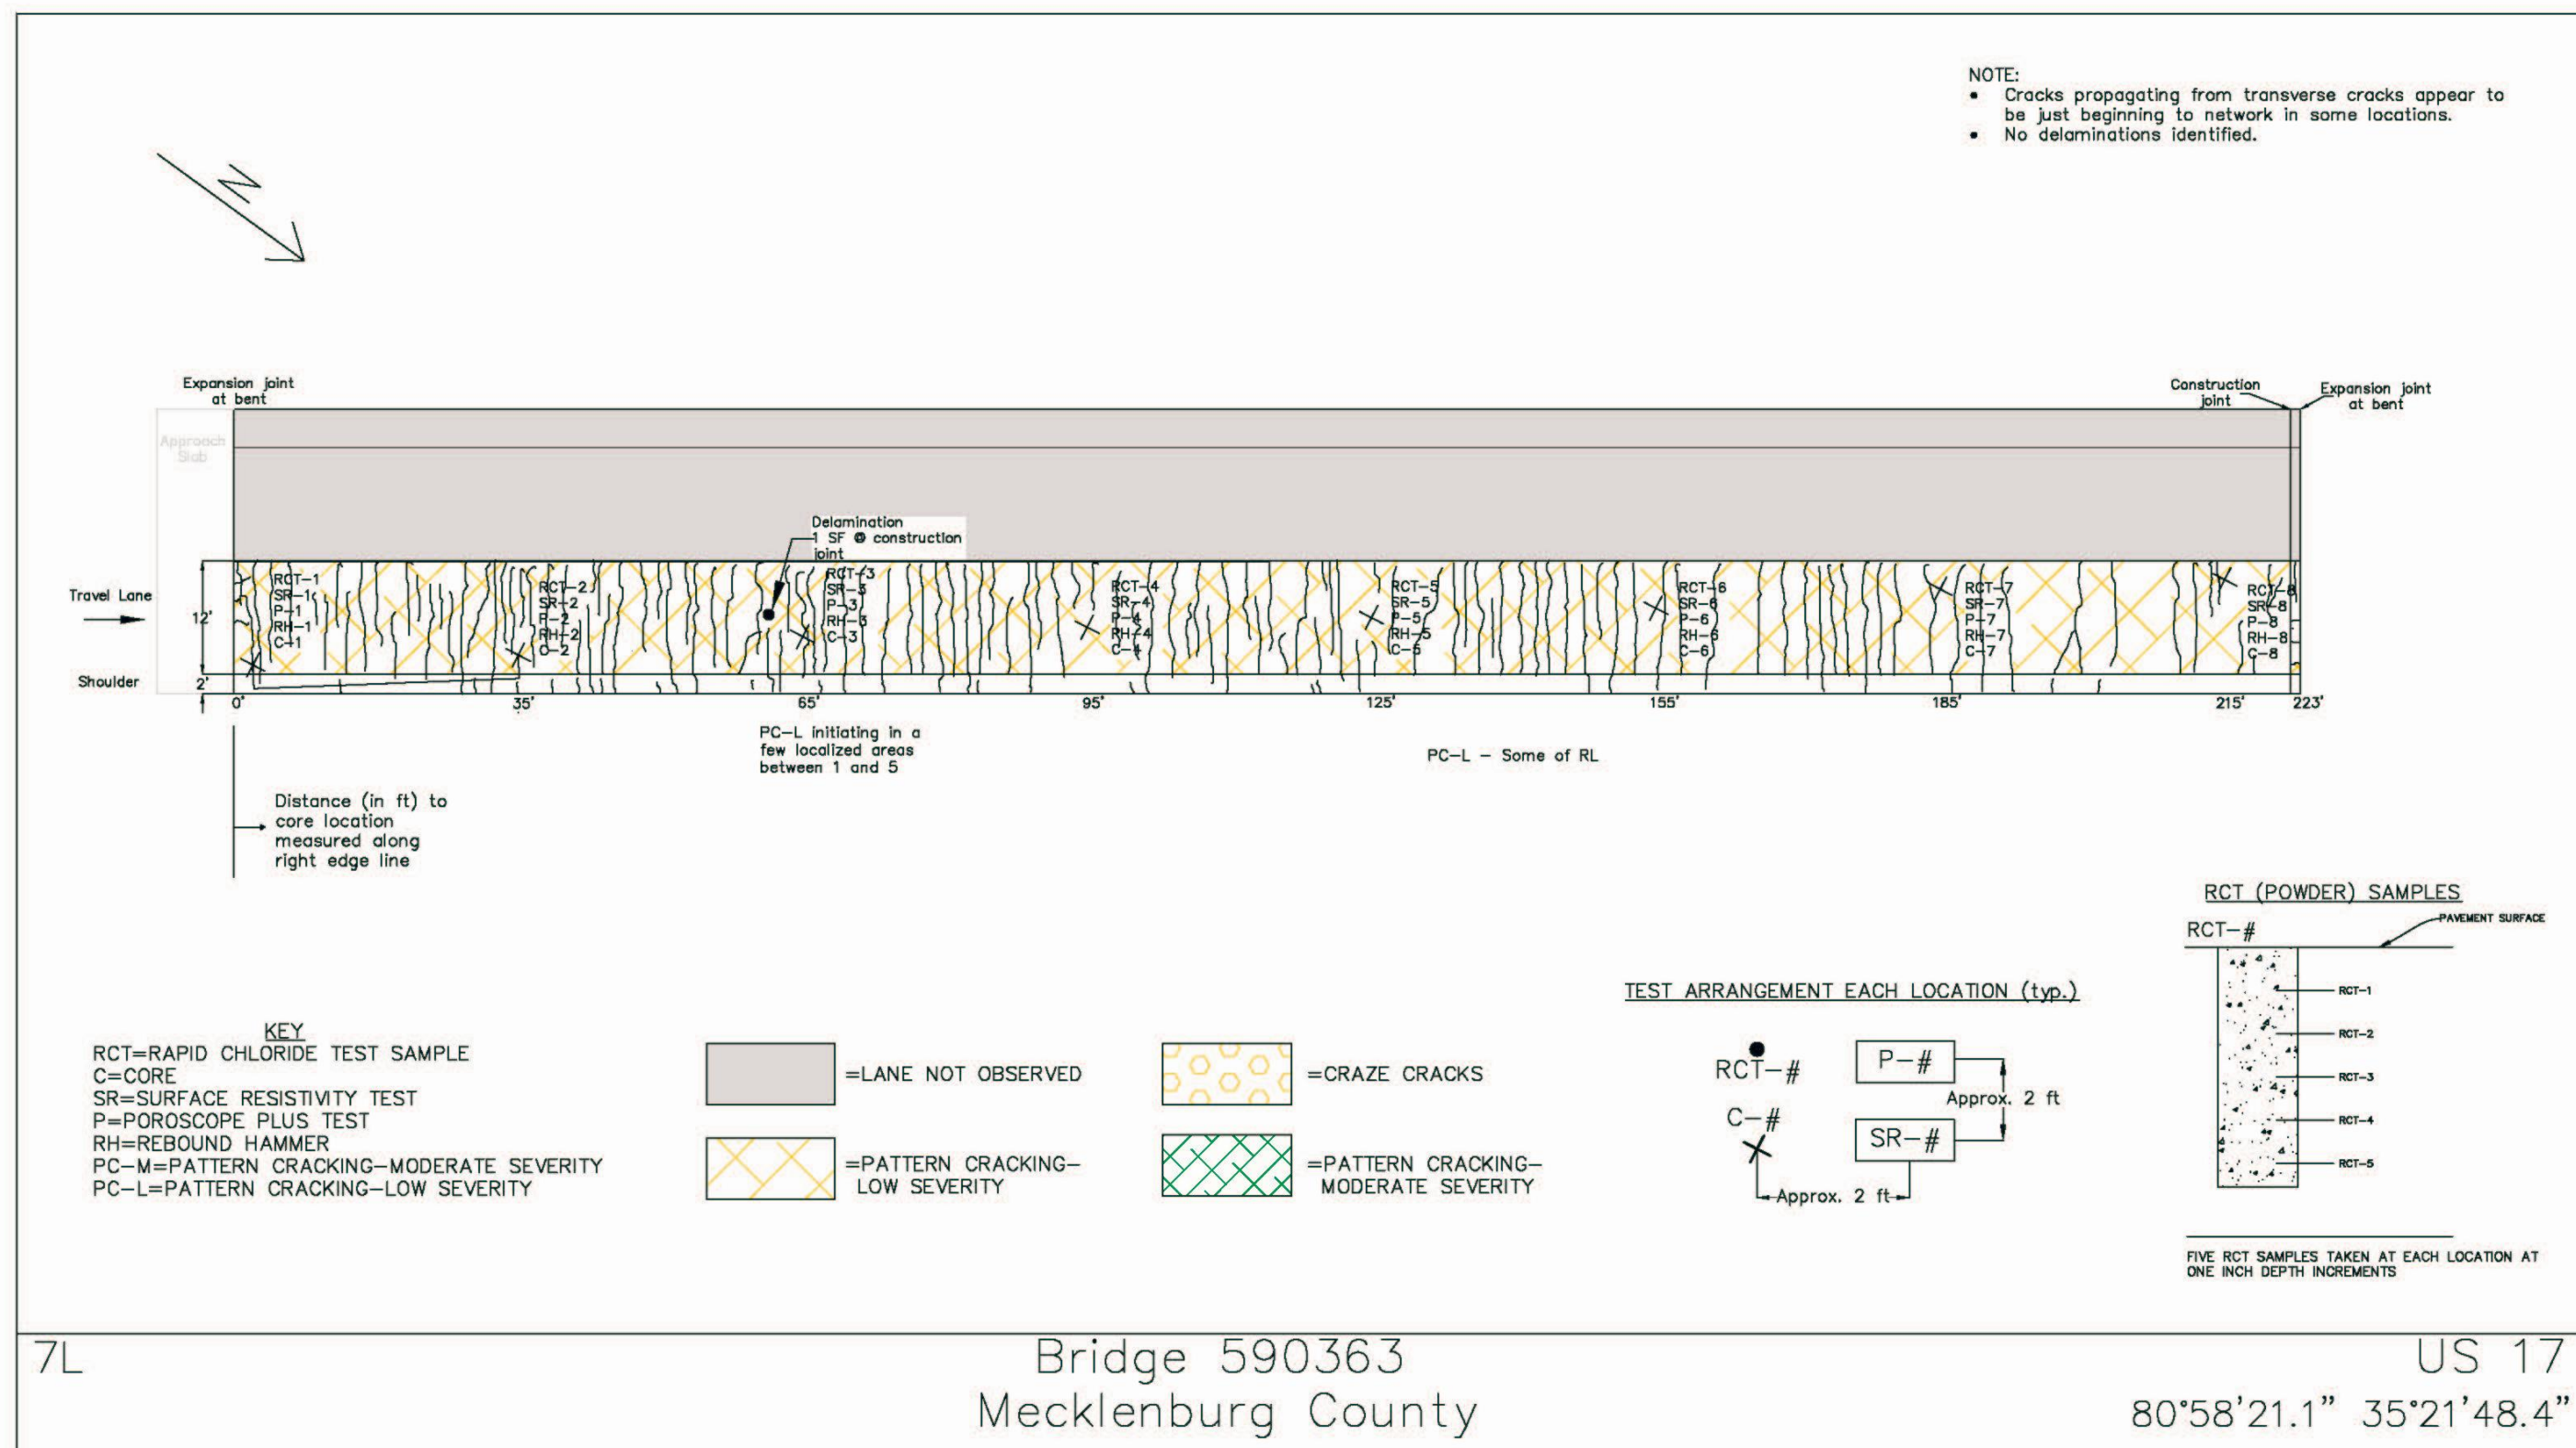 NOTE:
• Cracks propagating from transverse cracks appear to
be just beginning to network in some locations.
• No delaminations identified.
N
Expansion joint
at bent
Construction
joint
Expansion joint
at bent
Approach
Slab
Delamination
1 SF @ construction
joint
Travel Lane
12'
Shoulder
2'
RCT-1
SR-1
P-1
RH-1
C-1
RCT-2
SR-2
P-2
RH-2
C-2
RCT-3
SR-3
P-3
RH-3
C-3
RCT-4
SR-4
P-4
RH-4
C-4
RCT-5
SR-5
P-5
RH-5
C-5
RCT-6
SR-6
P-6
RH-6
C-6
RCT-7
SR-7
P-7
RH-7
C-7
RCT-8
SR-8
P-8
RH-8
C-8
0' 35' 65' 95' 125' 155' 185' 215' 223'
PC-L initiating in a
few localized areas
between 1 and 5
PC-L - Some of RL
Distance (in ft) to
core location
measured along
right edge line
KEY
RCT=RAPID CHLORIDE TEST SAMPLE
C=CORE
SR=SURFACE RESISTIVITY TEST
P=POROSCOPE PLUS TEST
RH=REBOUND HAMMER
PC-M=PATTERN CRACKING-MODERATE SEVERITY
PC-L=PATTERN CRACKING-LOW SEVERITY
=LANE NOT OBSERVED
=PATTERN CRACKING-
LOW SEVERITY
=CRAZE CRACKS
=PATTERN CRACKING-
MODERATE SEVERITY
TEST ARRANGEMENT EACH LOCATION (typ.)
RCT-#
C-#
P-#
SR-#
Approx. 2 ft
Approx. 2 ft
RCT (POWDER) SAMPLES
PAVEMENT SURFACE
RCT-#
RCT-1
RCT-2
RCT-3
RCT-4
RCT-5
FIVE RCT SAMPLES TAKEN AT EACH LOCATION AT
ONE INCH DEPTH INCREMENTS
7L
Bridge 590363
Mecklenburg County
US 17
80°58'21.1" 35°21'48.4"